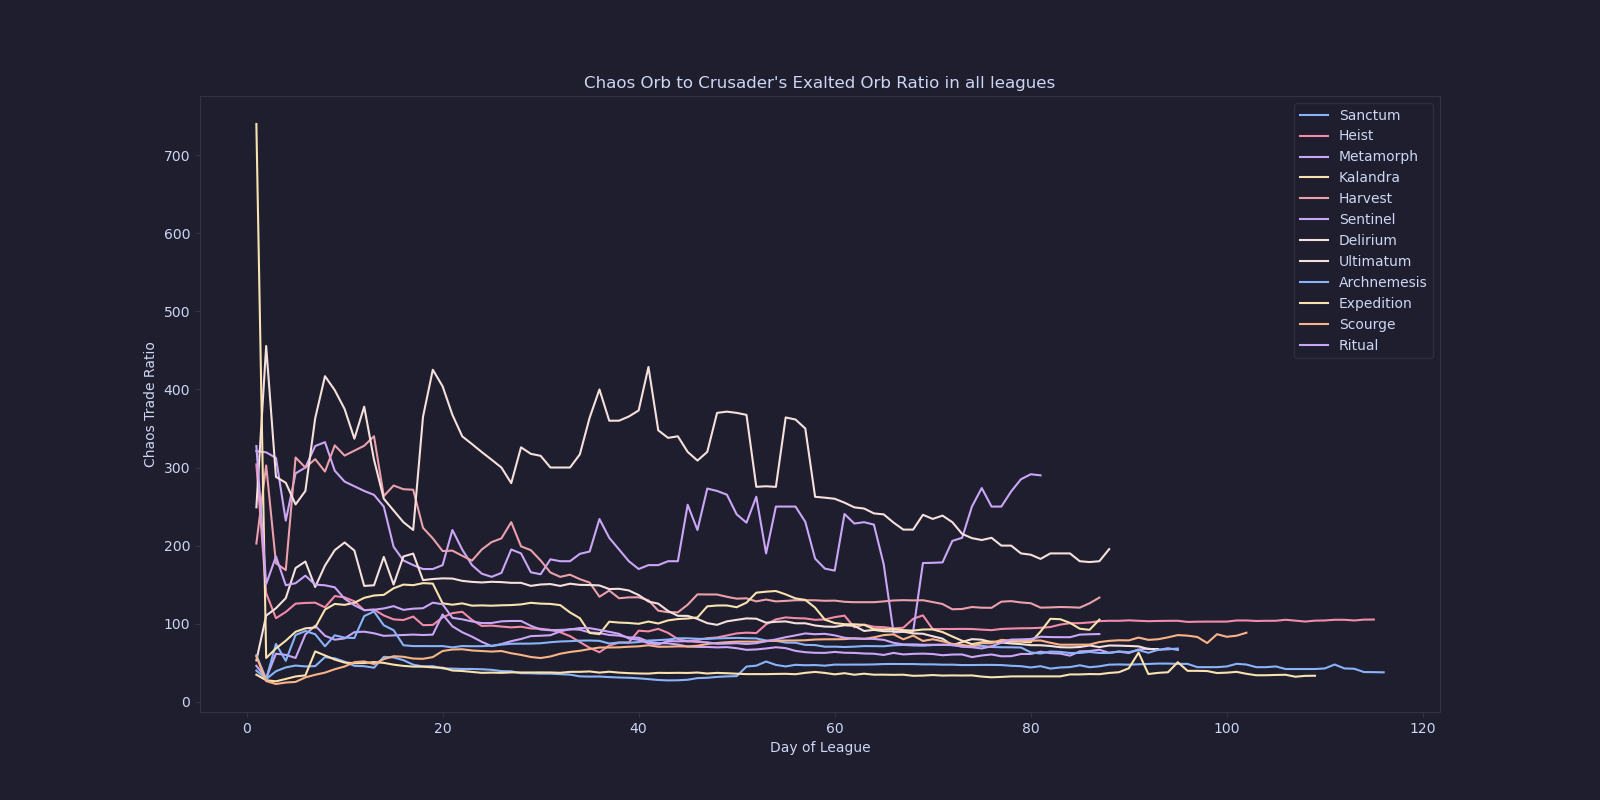 Chaos Orb to Crusader's Exalted Orb Ratio in all leagues
Sanctum
Heist
Metamorph
Kalandra
Harvest
Sentinel
Delirium
Ultimatum
Archnemesis
Expedition
Scourge
Ritual
Chaos Trade Ratio
700
600
500
400
300
200
100
0
0 20 40 60 80 100 120
Day of League